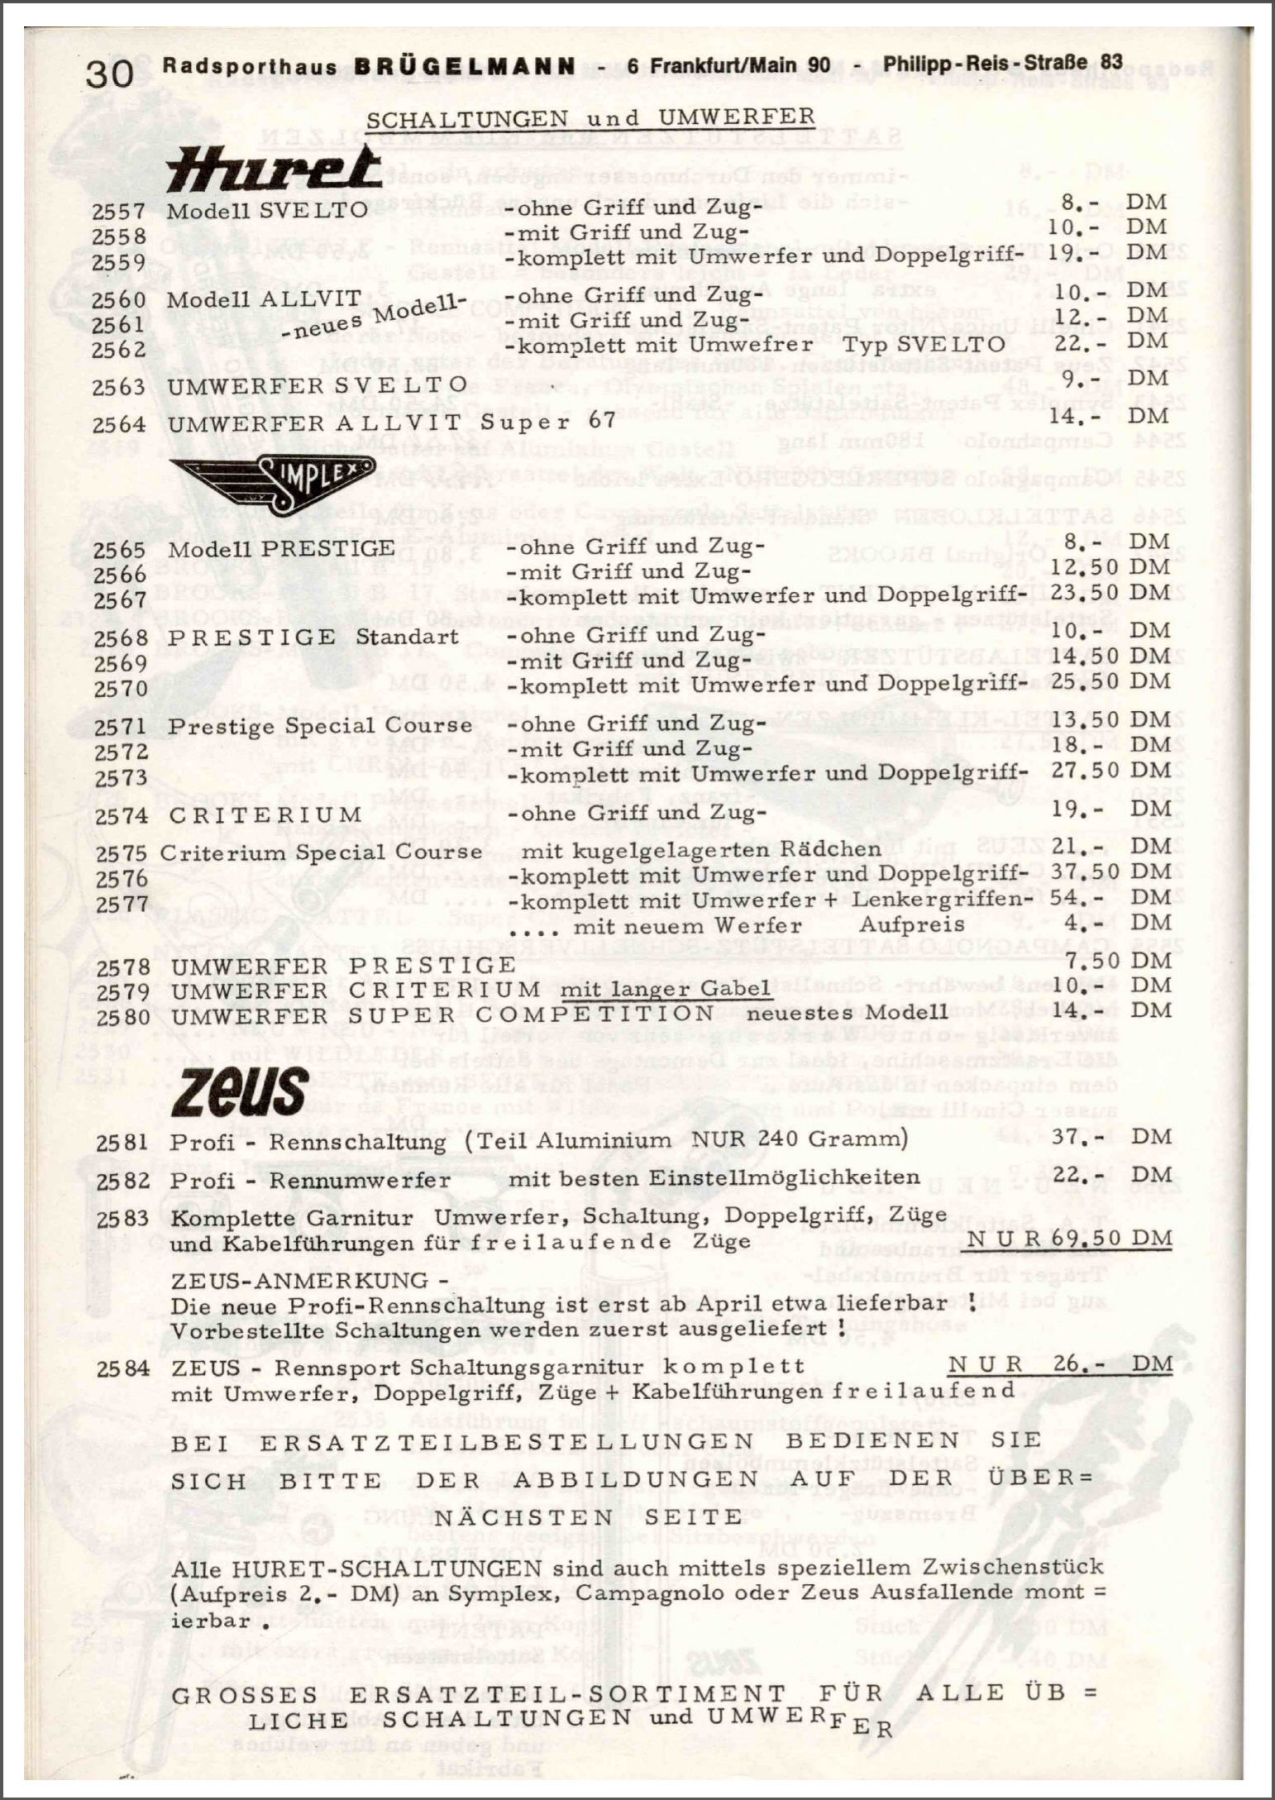 30 Radsporthaus BRÜGELMANN - 6 Frankfurt/Main 90 - Philipp-Reis-Straße 83
SCHALTUNGEN und UMWERFER
Huret
2557 Modell SVELTO -ohne Griff und Zug- 8.- DM
2558 -mit Griff und Zug- 10.- DM
2559 -komplett mit Umwerfer und Doppelgriff- 19.- DM
2560 Modell ALLVIT -ohne Griff und Zug- 10.- DM
2561 -neues Modell- -mit Griff und Zug- 12.- DM
2562 -komplett mit Umwefrer Typ SVELTO 22.- DM
2563 UMWERFER SVELTO 9.- DM
2564 UMWERFER ALLVIT Super 67 14.- DM
SIMPLEX
2565 Modell PRESTIGE -ohne Griff und Zug- 8.- DM
2566 -mit Griff und Zug- 12.50 DM
2567 -komplett mit Umwerfer und Doppelgriff- 23.50 DM
2568 PRESTIGE Standart -ohne Griff und Zug- 10.- DM
2569 -mit Griff und Zug- 14.50 DM
2570 -komplett mit Umwerfer und Doppelgriff- 25.50 DM
2571 Prestige Special Course -ohne Griff und Zug- 13.50 DM
2572 -mit Griff und Zug- 18.- DM
2573 -komplett mit Umwerfer und Doppelgriff- 27.50 DM
2574 CRITERIUM -ohne Griff und Zug- 19.- DM
2575 Criterium Special Course mit kugelgelagerten Rädchen 21.- DM
2576 -komplett mit Umwerfer und Doppelgriff- 37.50 DM
2577 -komplett mit Umwerfer + Lenkergriffen- 54.- DM
.... mit neuem Werfer Aufpreis 4.- DM
2578 UMWERFER PRESTIGE 7.50 DM
2579 UMWERFER CRITERIUM mit langer Gabel 10.- DM
2580 UMWERFER SUPER COMPETITION neuestes Modell 14.- DM
zeus
2581 Profi - Rennschaltung (Teil Aluminium NUR 240 Gramm) 37.- DM
2582 Profi - Rennumwerfer mit besten Einstellmöglichkeiten 22.- DM
2583 Komplette Garnitur Umwerfer, Schaltung, Doppelgriff, Züge
und Kabelführungen für freilaufende Züge NUR 69.50 DM
ZEUS-ANMERKUNG -
Die neue Profi-Rennschaltung ist erst ab April etwa lieferbar !
Vorbestellte Schaltungen werden zuerst ausgeliefert !
2584 ZEUS - Rennsport Schaltungsgarnitur komplett NUR 26.- DM
mit Umwerfer, Doppelgriff, Züge + Kabelführungen freilaufend
BEI ERSATZTEILBESTELLUNGEN BEDIENEN SIE
SICH BITTE DER ABBILDUNGEN AUF DER ÜBER=
NÄCHSTEN SEITE
Alle HURET-SCHALTUNGEN sind auch mittels speziellem Zwischenstück
(Aufpreis 2.- DM) an Symplex, Campagnolo oder Zeus Ausfallende mont =
ierbar .
GROSSES ERSATZTEIL-SORTIMENT FÜR ALLE ÜB =
LICHE SCHALTUNGEN und UMWERFER